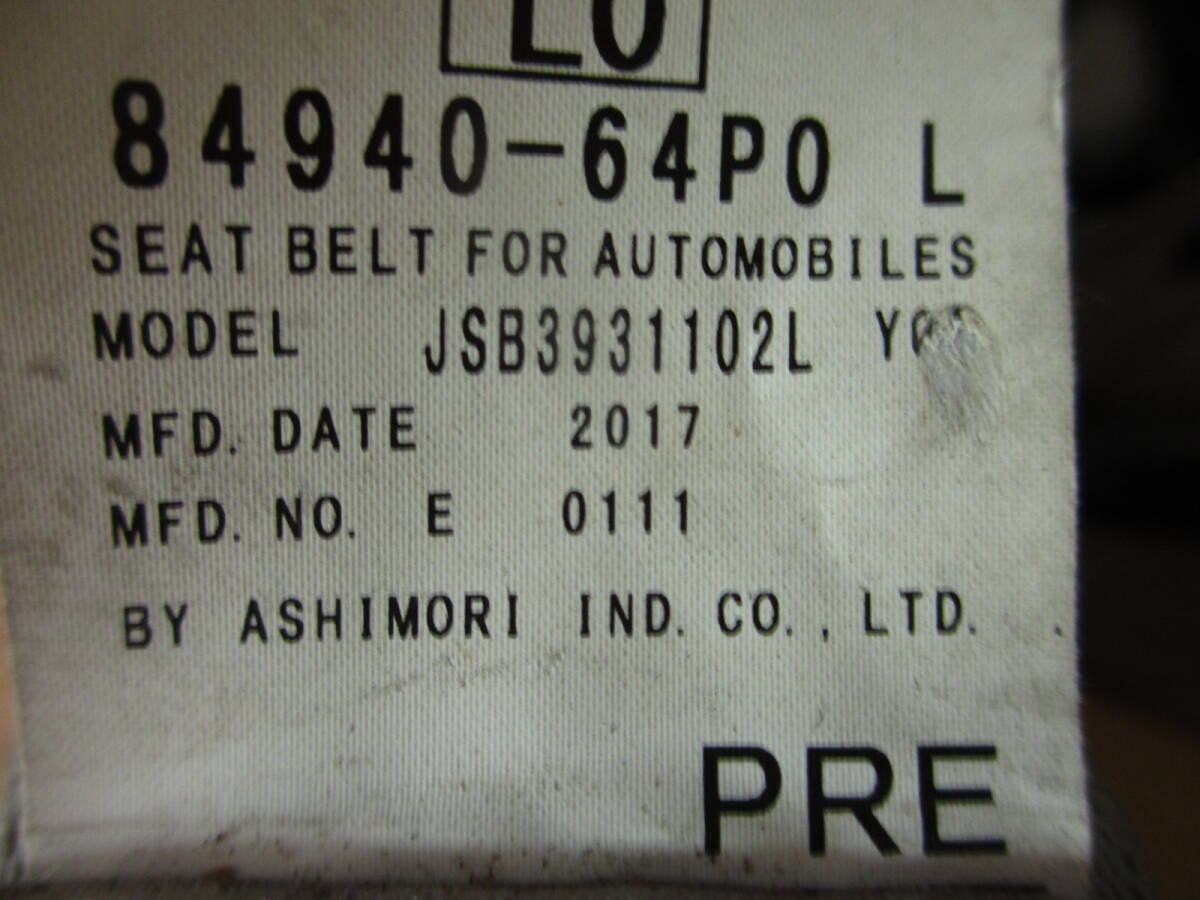 LO
84940-64P0 L
SEAT BELT FOR AUTOMOBILES
MODEL JSB3931102L
MFD. DATE 2017
MFD. NO. E 0111
BY ASHIMORI IND. CO., LTD.
PRE